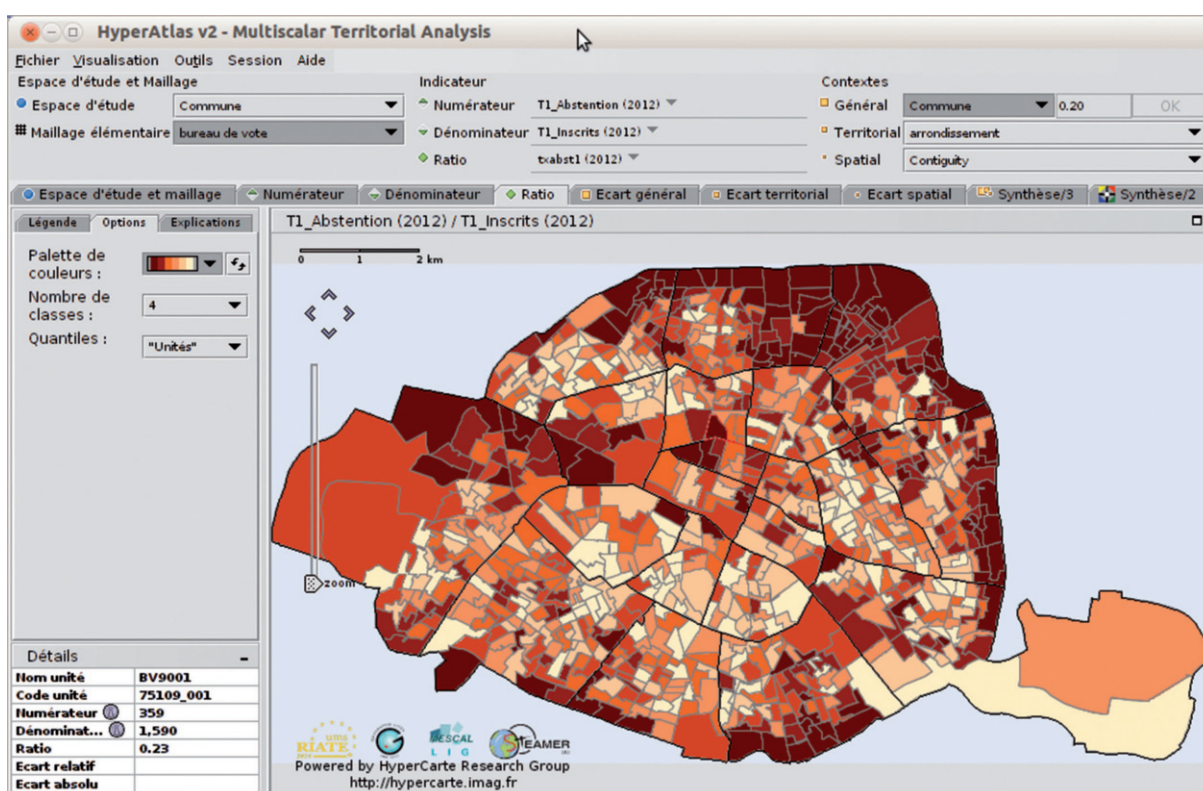 HyperAtlas v2 - Multiscalar Territorial Analysis
Fichier Visualisation Outils Session Aide
Espace d'étude et Maillage Indicateur Contextes
Espace d'étude Commune Numérateur T1_Abstention (2012) Général Commune 0.20 OK
Maillage élémentaire bureau de vote Dénominateur T1_Inscrits (2012) Territorial arrondissement
Ratio txabst1 (2012) Spatial Contiguity
Espace d'étude et maillage Numérateur Dénominateur Ratio Ecart général Ecart territorial Ecart spatial Synthèse/3 Synthèse/2
Légende Options Explications T1_Abstention (2012) / T1_Inscrits (2012)
Palette de
couleurs :
Nombre de
classes : 4
Quantiles : "Unités"
0 1 2 km
zoom
Détails
Nom unité BV9001
Code unité 75109_001
Numérateur 359
Dénominat... 1,590
Ratio 0.23
Ecart relatif
Ecart absolu
ums
RIATE
MESCAL
LIG
STEAMER
Powered by HyperCarte Research Group
http://hypercarte.imag.fr